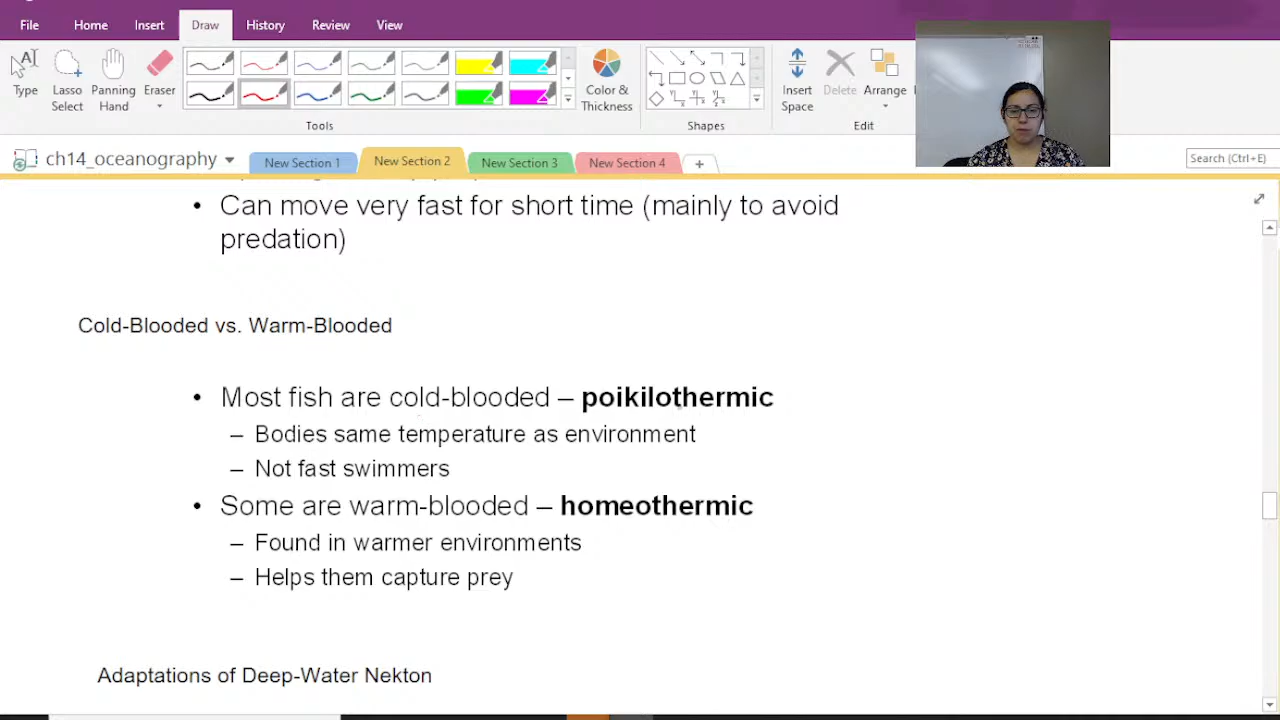 File Home Insert Draw History Review View
Type
Lasso Select
Panning Hand
Eraser
Color & Thickness
Insert Space
Delete
Arrange
Tools
Shapes
Edit
ch14_oceanography
New Section 1
New Section 2
New Section 3
New Section 4
Search (Ctrl+E)
• Can move very fast for short time (mainly to avoid
predation)
Cold-Blooded vs. Warm-Blooded
• Most fish are cold-blooded – poikilothermic
– Bodies same temperature as environment
– Not fast swimmers
• Some are warm-blooded – homeothermic
– Found in warmer environments
– Helps them capture prey
Adaptations of Deep-Water Nekton